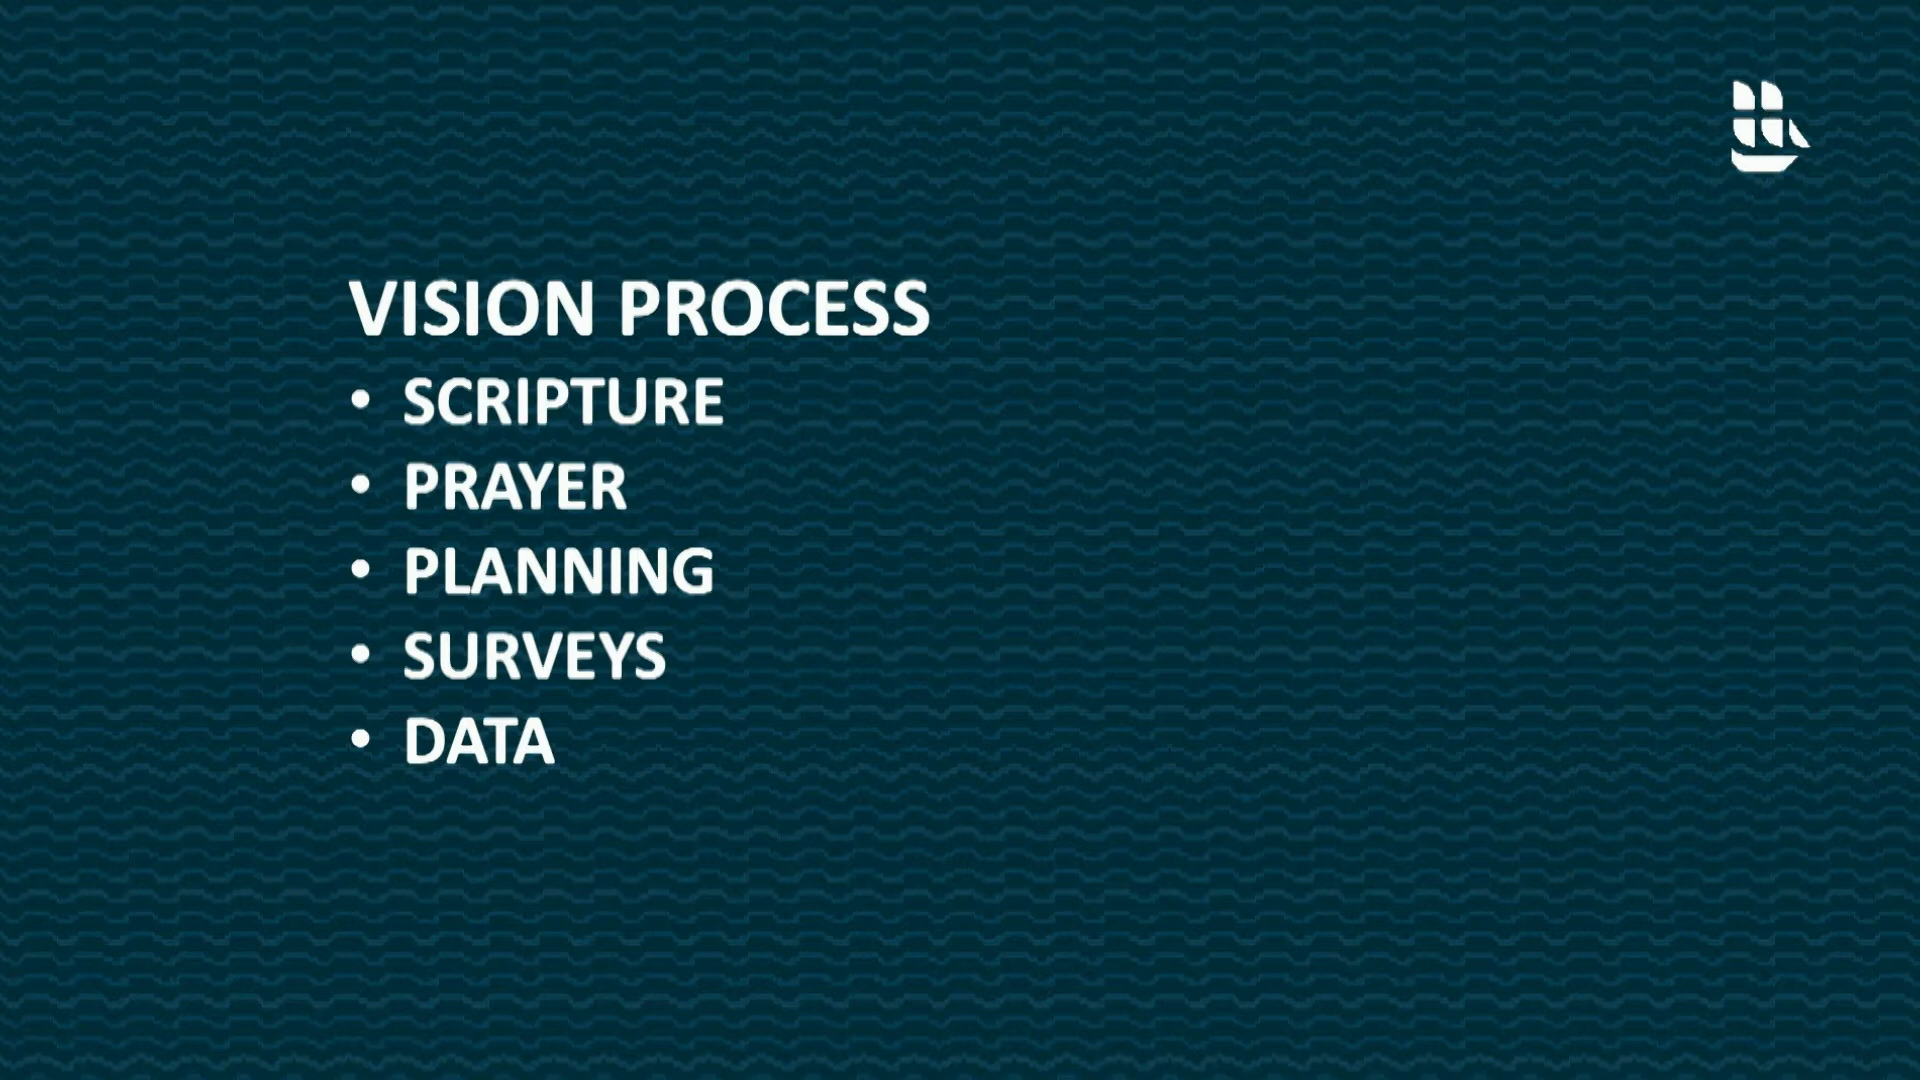 VISION PROCESS
• SCRIPTURE
• PRAYER
• PLANNING
• SURVEYS
• DATA